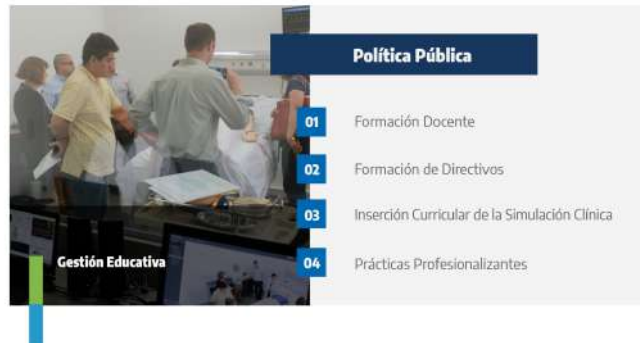 Política Pública
01 Formación Docente
02 Formación de Directivos
03 Inserción Curricular de la Simulación Clínica
04 Prácticas Profesionalizantes
Gestión Educativa